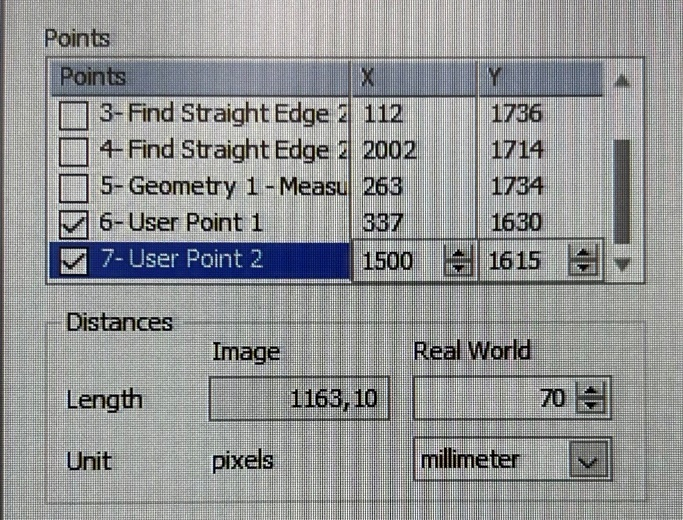 Points
Points X Y
3- Find Straight Edge 2 112 1736
4- Find Straight Edge 2 2002 1714
5- Geometry 1 - Measu 263 1734
6- User Point 1 337 1630
7- User Point 2 1500 1615
Distances
Image Real World
Length 1163,10 70
Unit pixels millimeter